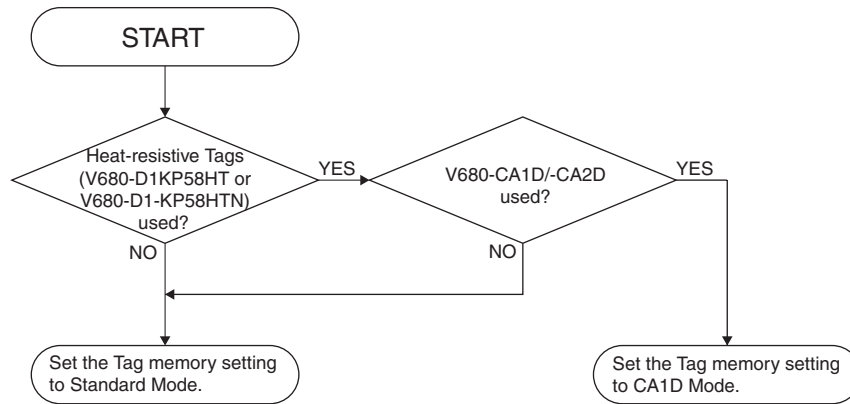 START
Heat-resistive Tags
(V680-D1KP58HT or
V680-D1-KP58HTN)
used?
YES
V680-CA1D/-CA2D
used?
YES
NO
NO
Set the Tag memory setting
to Standard Mode.
Set the Tag memory setting
to CA1D Mode.